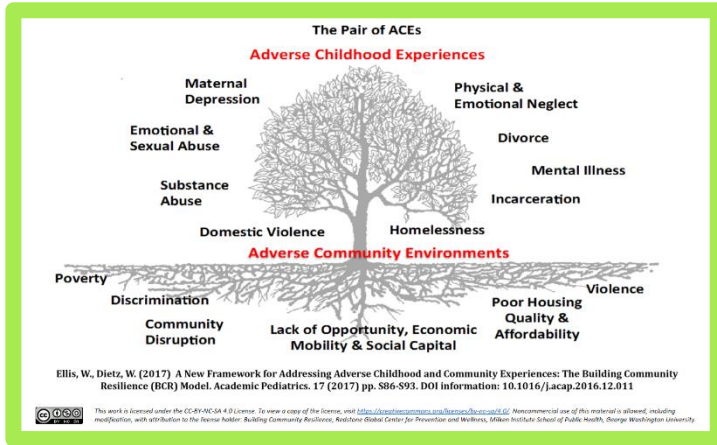 The Pair of ACEs
Adverse Childhood Experiences
Maternal
Depression
Physical &
Emotional Neglect
Emotional &
Sexual Abuse
Divorce
Mental Illness
Substance
Abuse
Incarceration
Domestic Violence
Homelessness
Adverse Community Environments
Poverty
Violence
Discrimination
Poor Housing
Quality &
Affordability
Community
Disruption
Lack of Opportunity, Economic
Mobility & Social Capital
Ellis, W., Dietz, W. (2017) A New Framework for Addressing Adverse Childhood and Community Experiences: The Building Community
Resilience (BCR) Model. Academic Pediatrics. 17 (2017) pp. S86-S93. DOI information: 10.1016/j.acap.2016.12.011
CC BY NC SA
This work is licensed under the CC-BY-NC-SA 4.0 License. To view a copy of the license, visit https://creativecommons.org/licenses/by-nc-sa/4.0/ Noncommercial use of this material is allowed, including
modification, with attribution to the license holder: Building Community Resilience, Redstone Global Center for Prevention and Wellness, Milken Institute School of Public Health, George Washington University